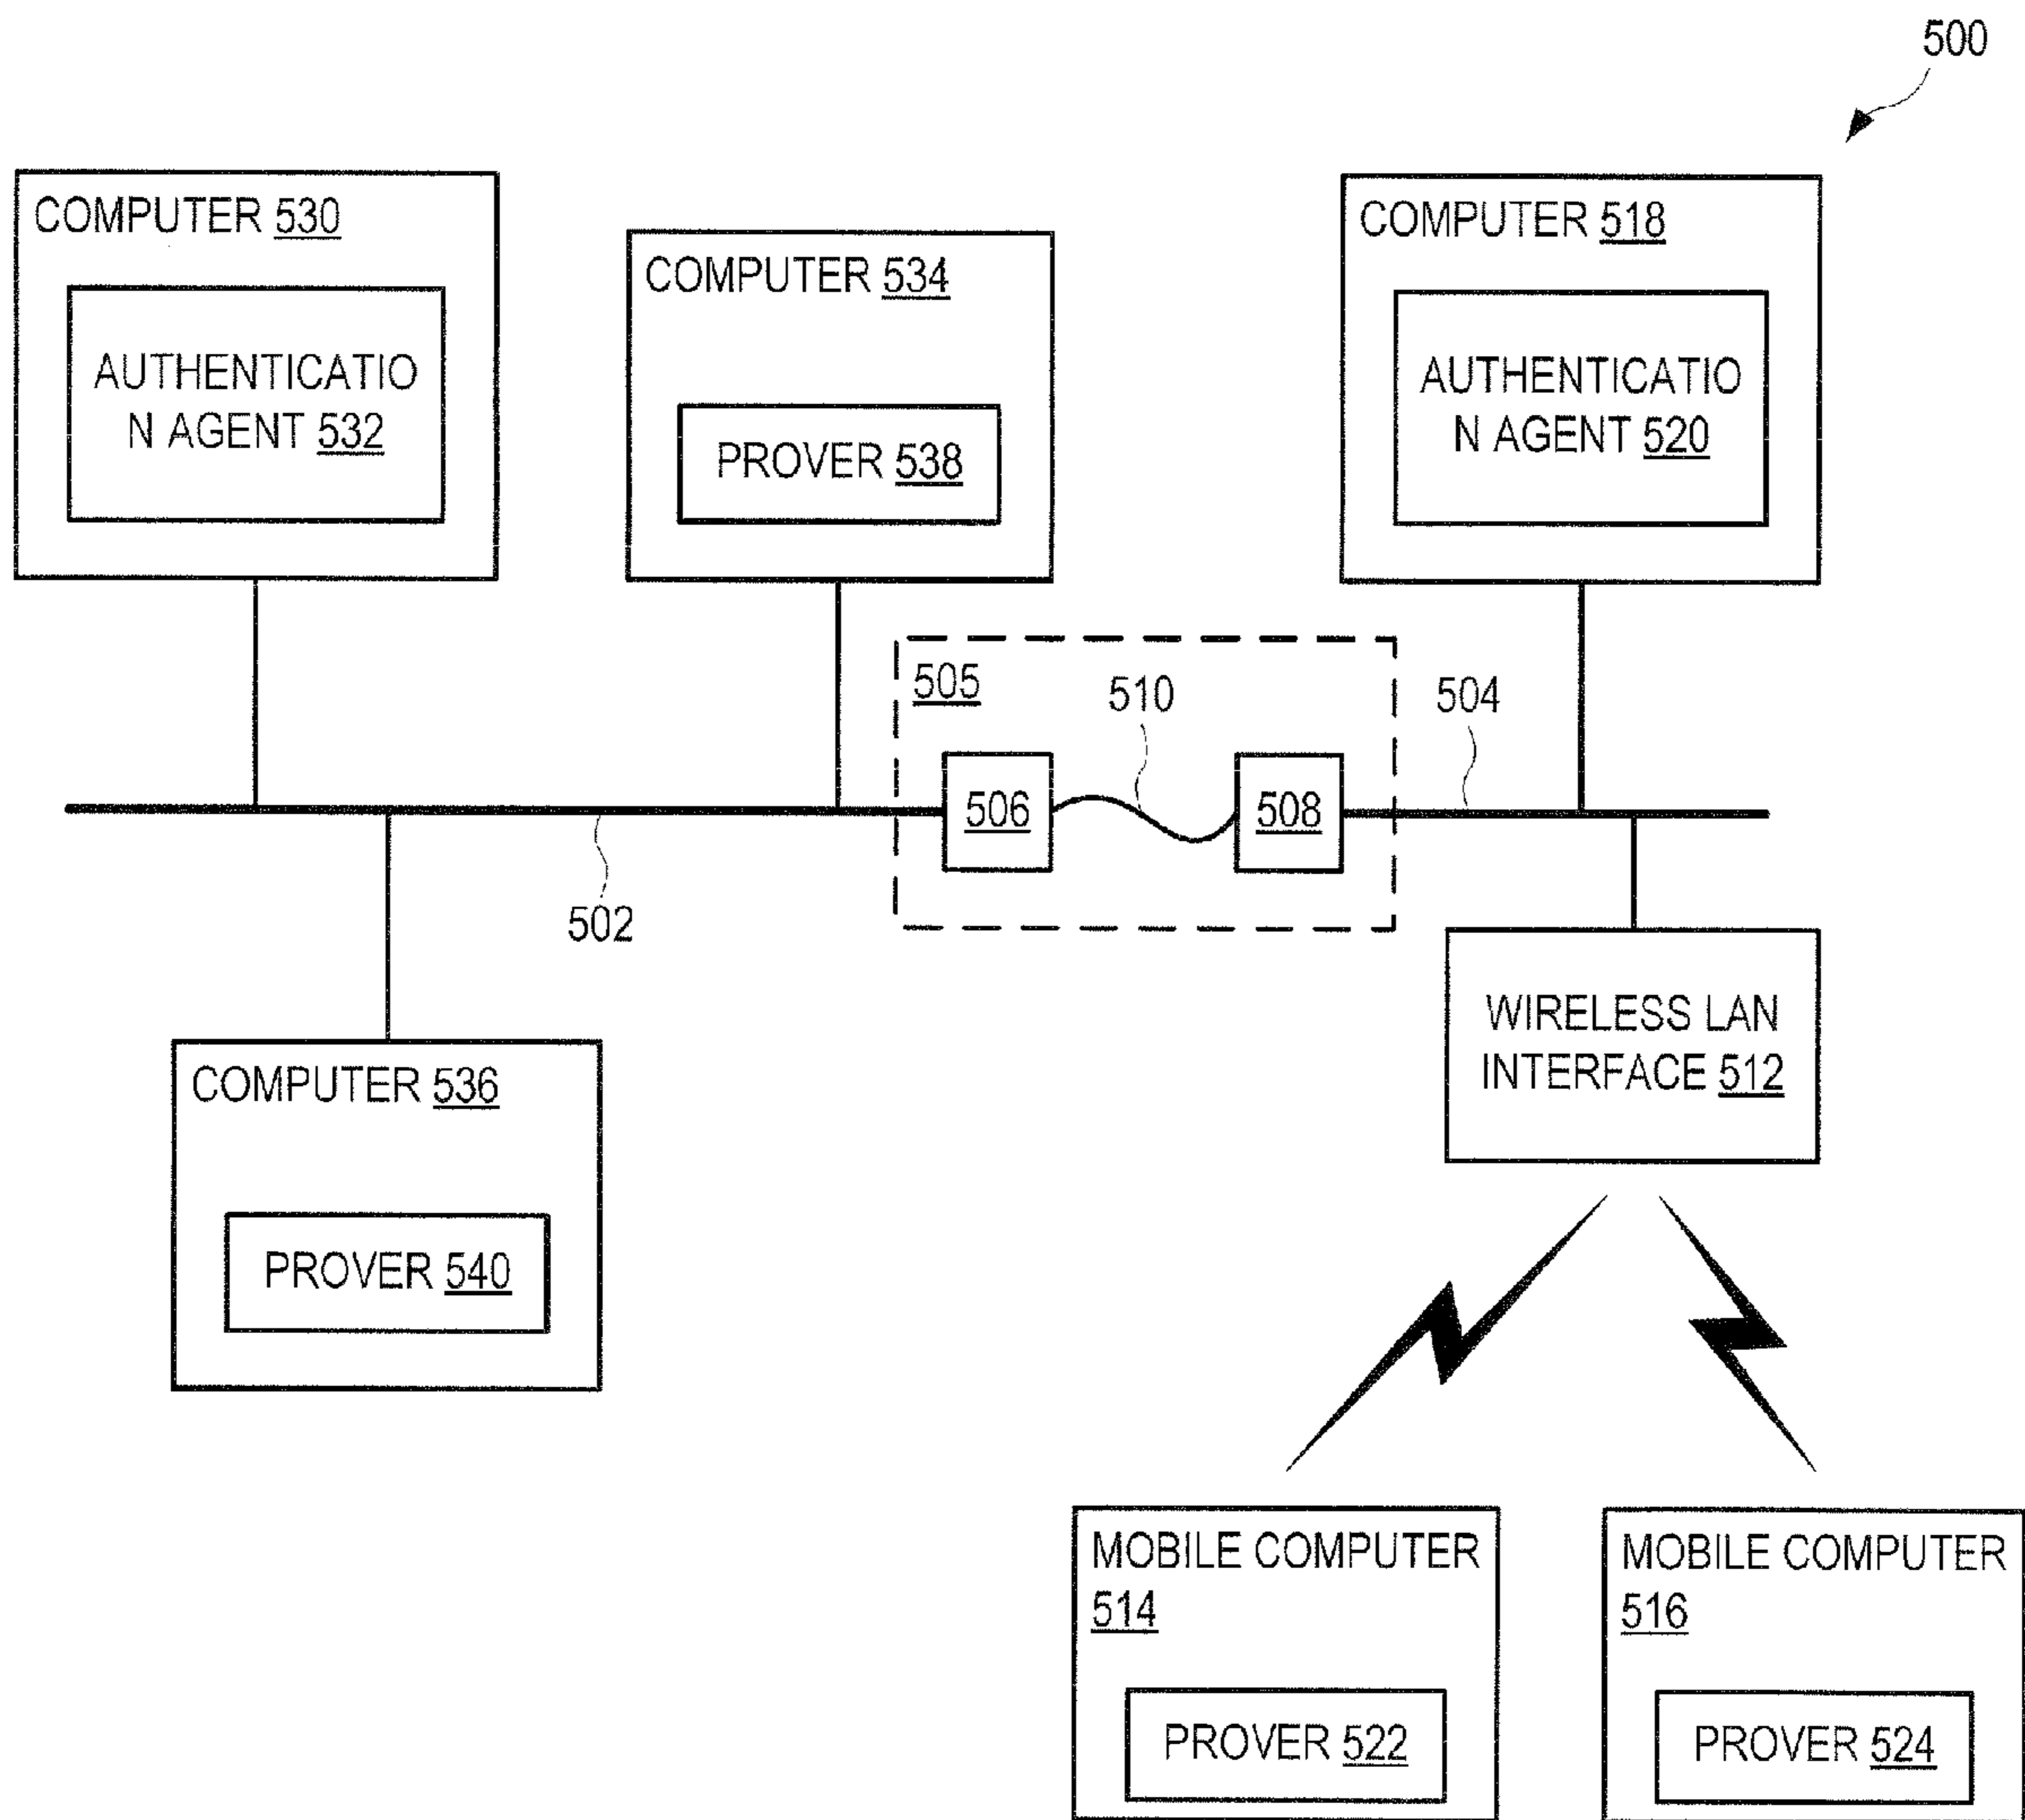 500
COMPUTER 530
AUTHENTICATIO
N AGENT 532
COMPUTER 534
PROVER 538
COMPUTER 518
AUTHENTICATIO
N AGENT 520
505
510
504
506
508
502
COMPUTER 536
PROVER 540
WIRELESS LAN
INTERFACE 512
MOBILE COMPUTER
514
PROVER 522
MOBILE COMPUTER
516
PROVER 524